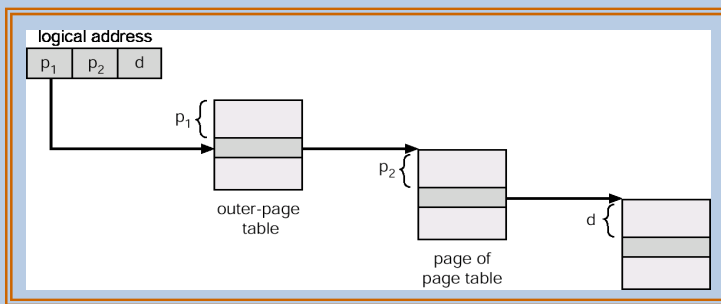 logical address
p1 p2 d
p1
outer-page
table
p2
page of
page table
d